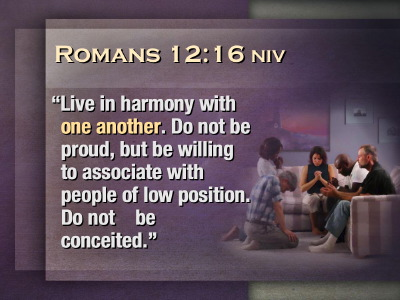 Romans 12:16 NIV
“Live in harmony with
one another. Do not be
proud, but be willing
to associate with
people of low position.
Do not be
conceited.”